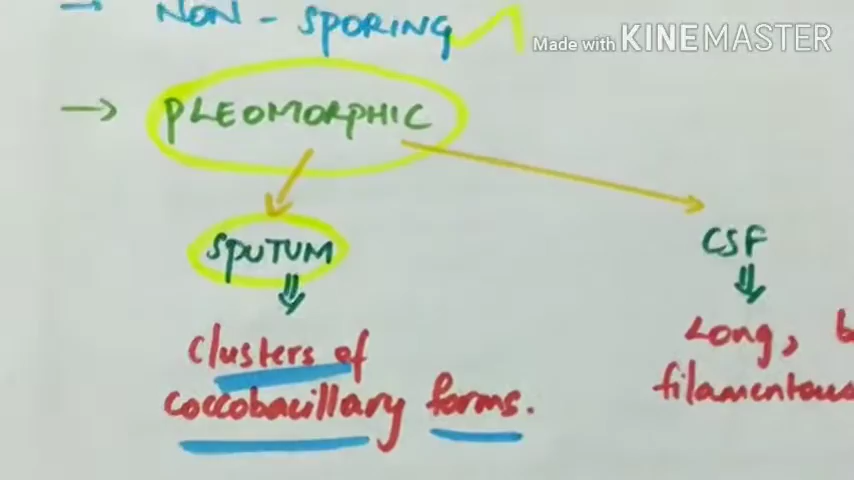 → NON - SPORING
Made with KINEMASTER
→ PLEOMORPHIC
SPUTUM
CSF
Clusters of
coccobacillary forms.
Long,
filamentous